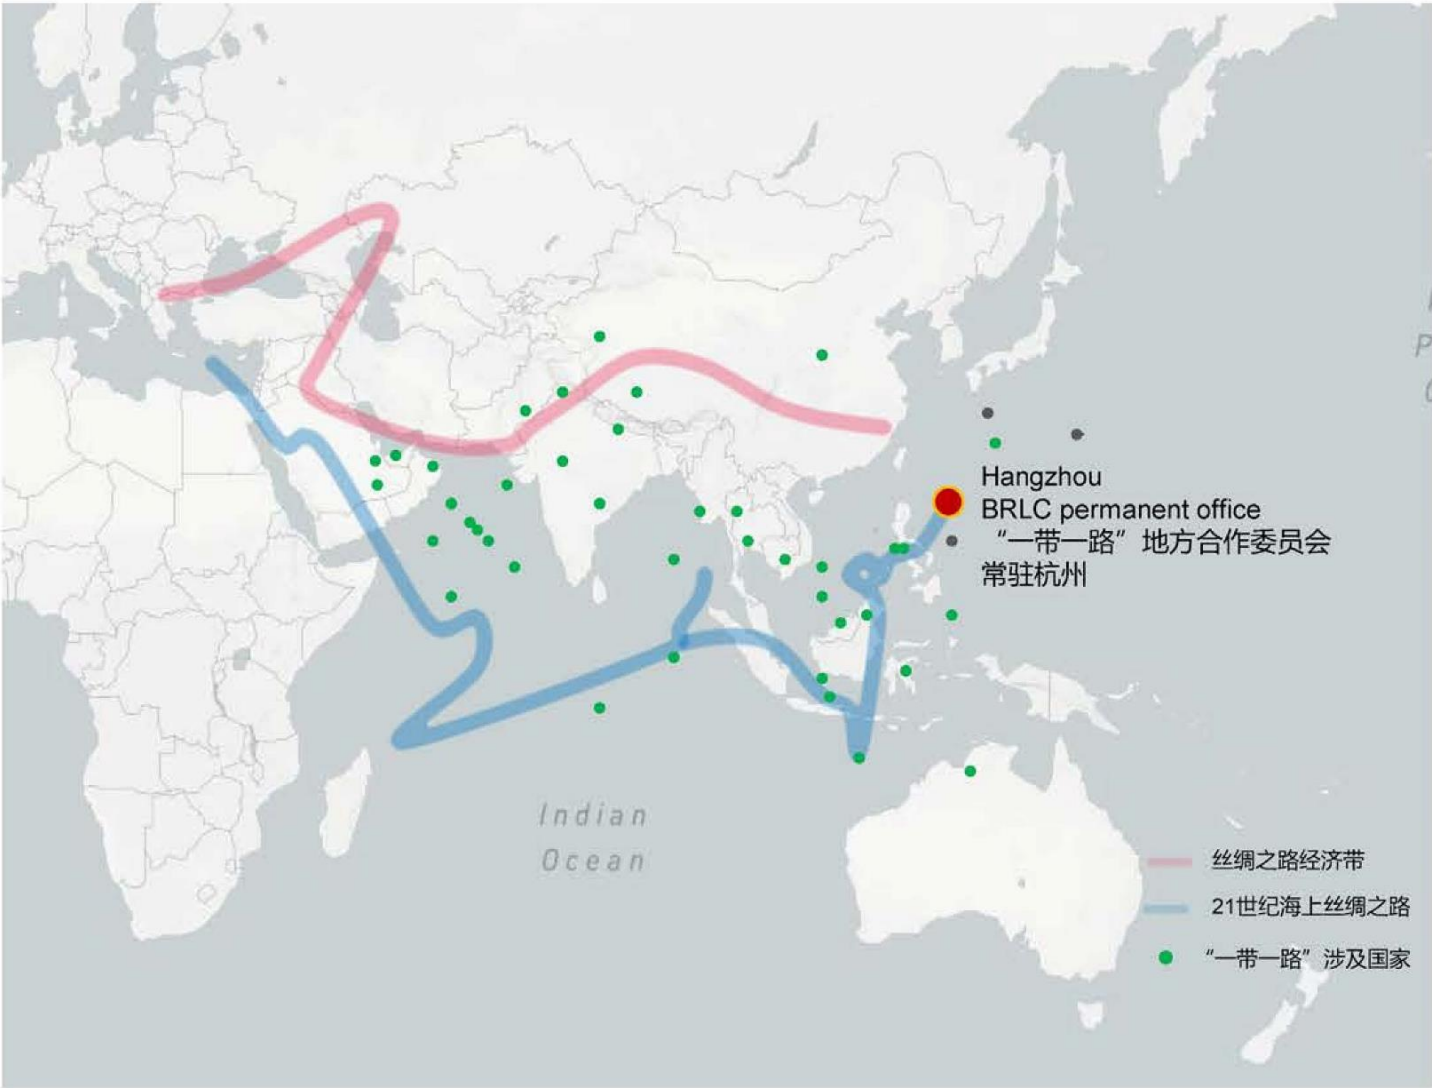 Hangzhou
BRLC permanent office
“一带一路”地方合作委员会
常驻杭州
Indian
Ocean
丝绸之路经济带
21世纪海上丝绸之路
“一带一路”涉及国家